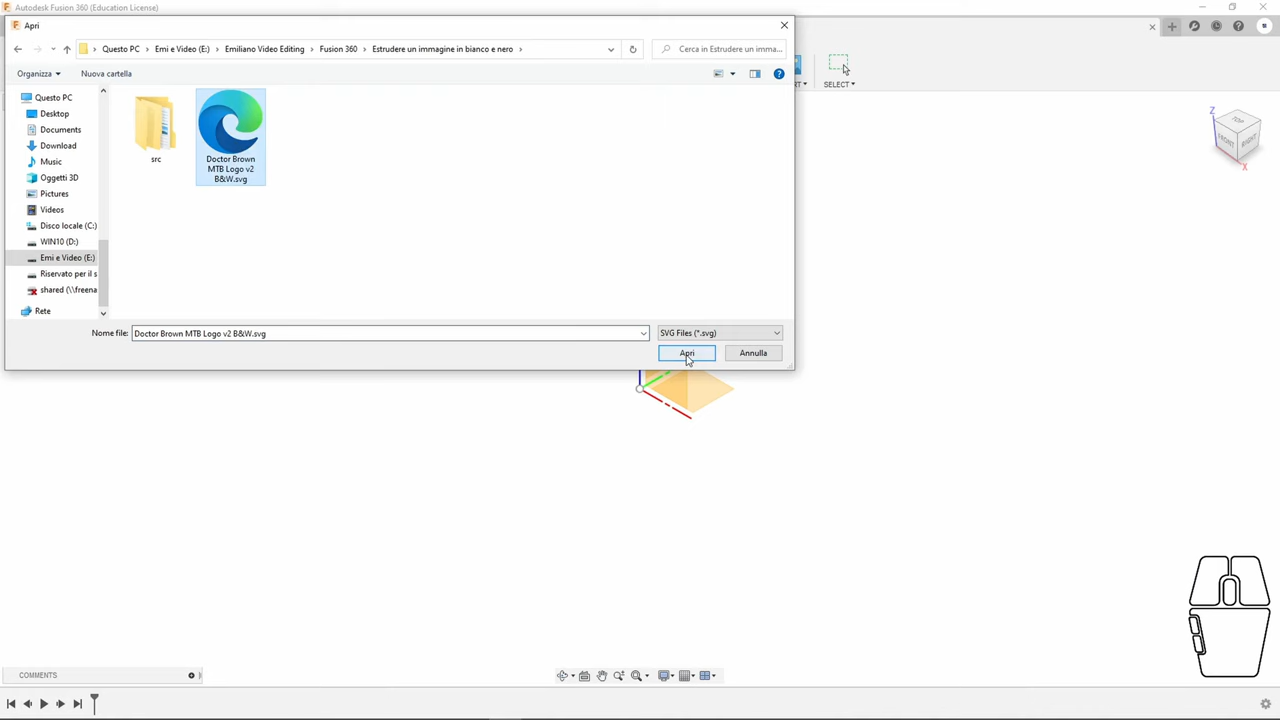 Autodesk Fusion 360 (Education License)
Apri
Questo PC > Emi e Video (E:) > Emiliano Video Editing > Fusion 360 > Estrudere un immagine in bianco e nero >
Cerca in Estrudere un imma...
Organizza
Nuova cartella
SELECT
Questo PC
Desktop
Documents
Download
Music
Oggetti 3D
Pictures
Videos
Disco locale (C:)
WIN10 (D:)
Emi e Video (E:)
Riservato per il s
shared (\\freena
Rete
src
Doctor Brown
MTB Logo v2
B&W.svg
Nome file:
Doctor Brown MTB Logo v2 B&W.svg
SVG Files (*.svg)
Apri
Annulla
Z
TOP
FRONT
RIGHT
X
COMMENTS